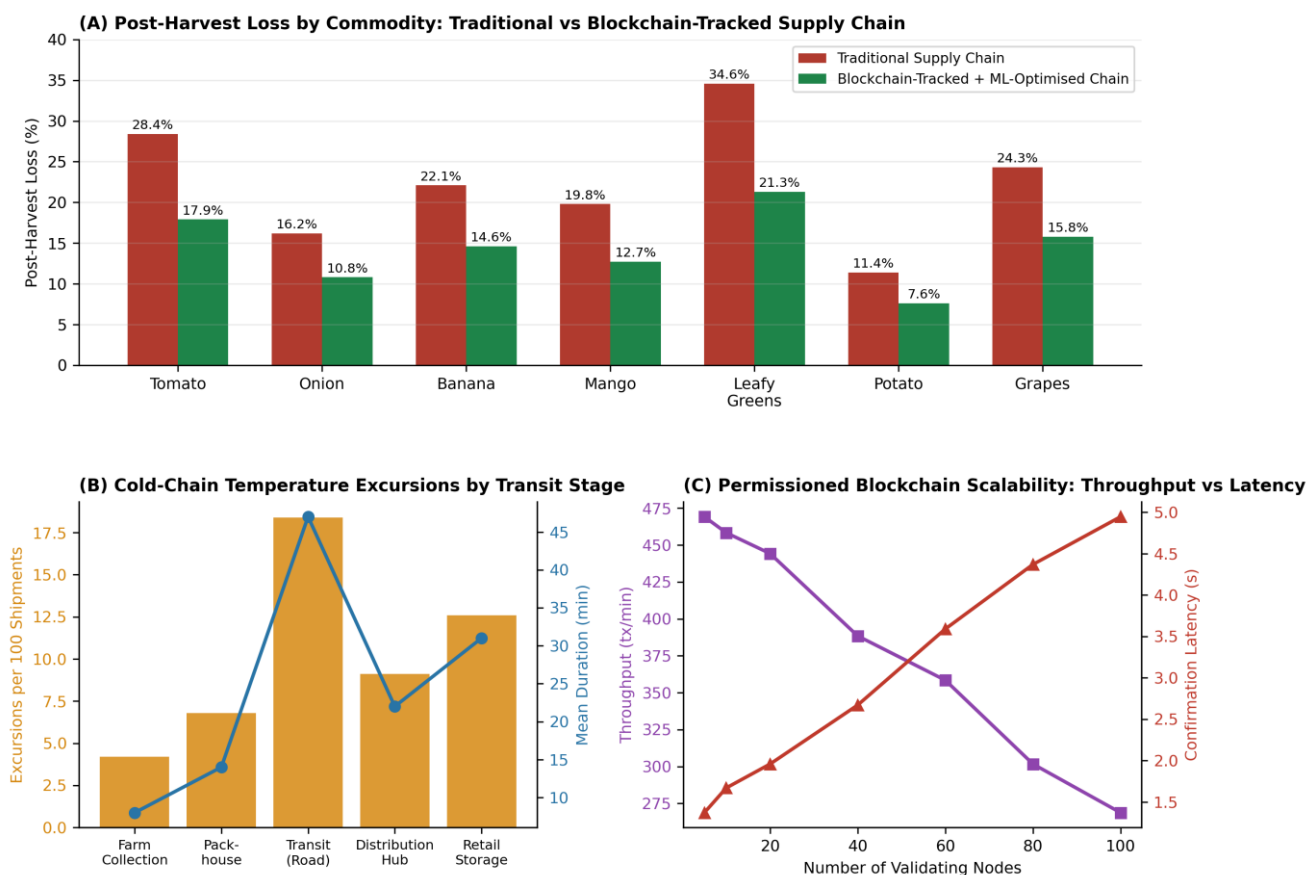 (A) Post-Harvest Loss by Commodity: Traditional vs Blockchain-Tracked Supply Chain
Post-Harvest Loss (%)
40
35
30
25
20
15
10
5
0
Traditional Supply Chain
Blockchain-Tracked + ML-Optimised Chain
28.4%
17.9%
16.2%
10.8%
22.1%
14.6%
19.8%
12.7%
34.6%
21.3%
11.4%
7.6%
24.3%
15.8%
Tomato
Onion
Banana
Mango
Leafy
Greens
Potato
Grapes
(B) Cold-Chain Temperature Excursions by Transit Stage
Excursions per 100 Shipments
17.5
15.0
12.5
10.0
7.5
5.0
2.5
0.0
45
40
35
30
25
20
15
10
Mean Duration (min)
Farm
Collection
Pack-
house
Transit
(Road)
Distribution
Hub
Retail
Storage
(C) Permissioned Blockchain Scalability: Throughput vs Latency
Throughput (tx/min)
475
450
425
400
375
350
325
300
275
5.0
4.5
4.0
3.5
3.0
2.5
2.0
1.5
Confirmation Latency (s)
20
40
60
80
100
Number of Validating Nodes